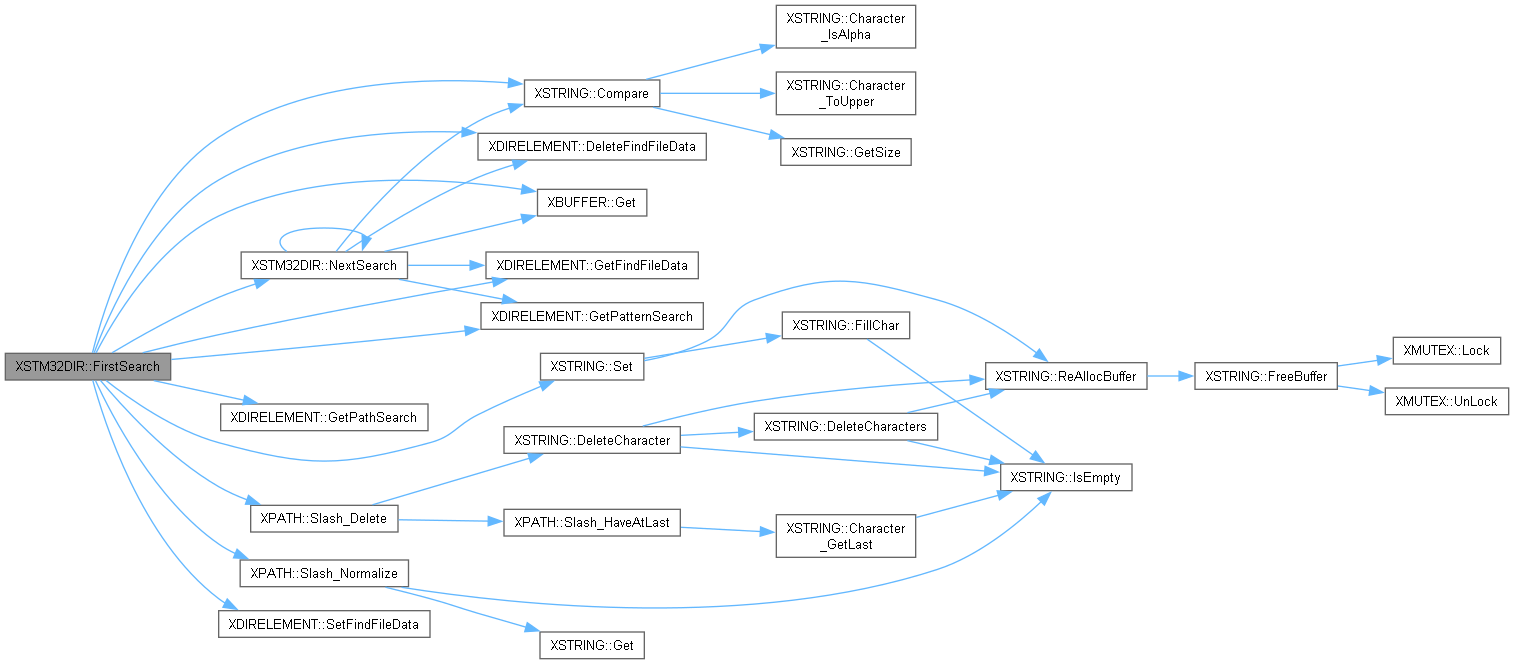 XSTRING::Character
_IsAlpha
XSTRING::Compare
XSTRING::Character
_ToUpper
XDIRELEMENT::DeleteFindFileData
XSTRING::GetSize
XBUFFER::Get
XSTM32DIR::NextSearch
XDIRELEMENT::GetFindFileData
XDIRELEMENT::GetPatternSearch
XSTRING::FillChar
XMUTEX::Lock
XSTM32DIR::FirstSearch
XSTRING::Set
XSTRING::ReAllocBuffer
XSTRING::FreeBuffer
XMUTEX::UnLock
XDIRELEMENT::GetPathSearch
XSTRING::DeleteCharacter
XSTRING::DeleteCharacters
XSTRING::IsEmpty
XPATH::Slash_Delete
XPATH::Slash_HaveAtLast
XSTRING::Character
_GetLast
XPATH::Slash_Normalize
XDIRELEMENT::SetFindFileData
XSTRING::Get